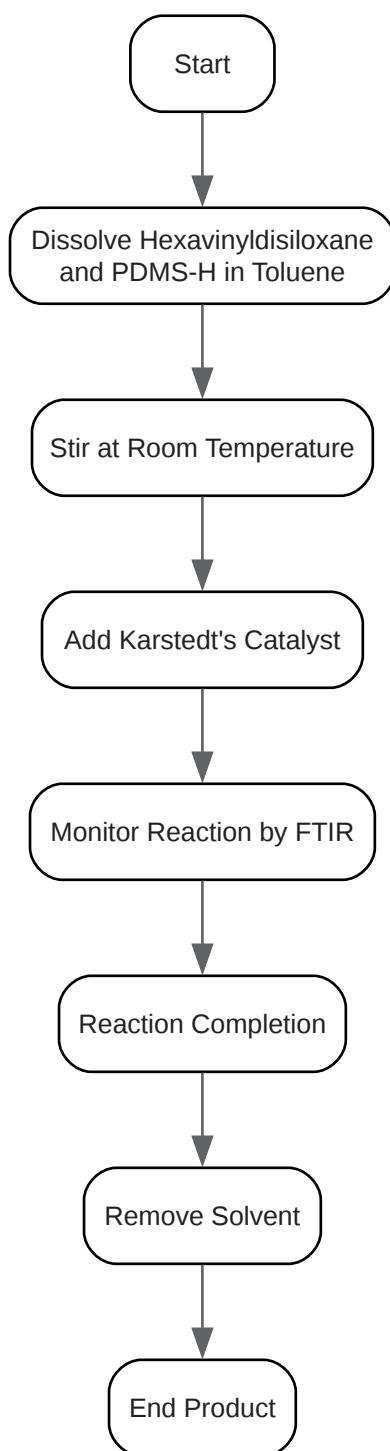 Start
Dissolve Hexavinyldisiloxane
and PDMS-H in Toluene
Stir at Room Temperature
Add Karstedt's Catalyst
Monitor Reaction by FTIR
Reaction Completion
Remove Solvent
End Product